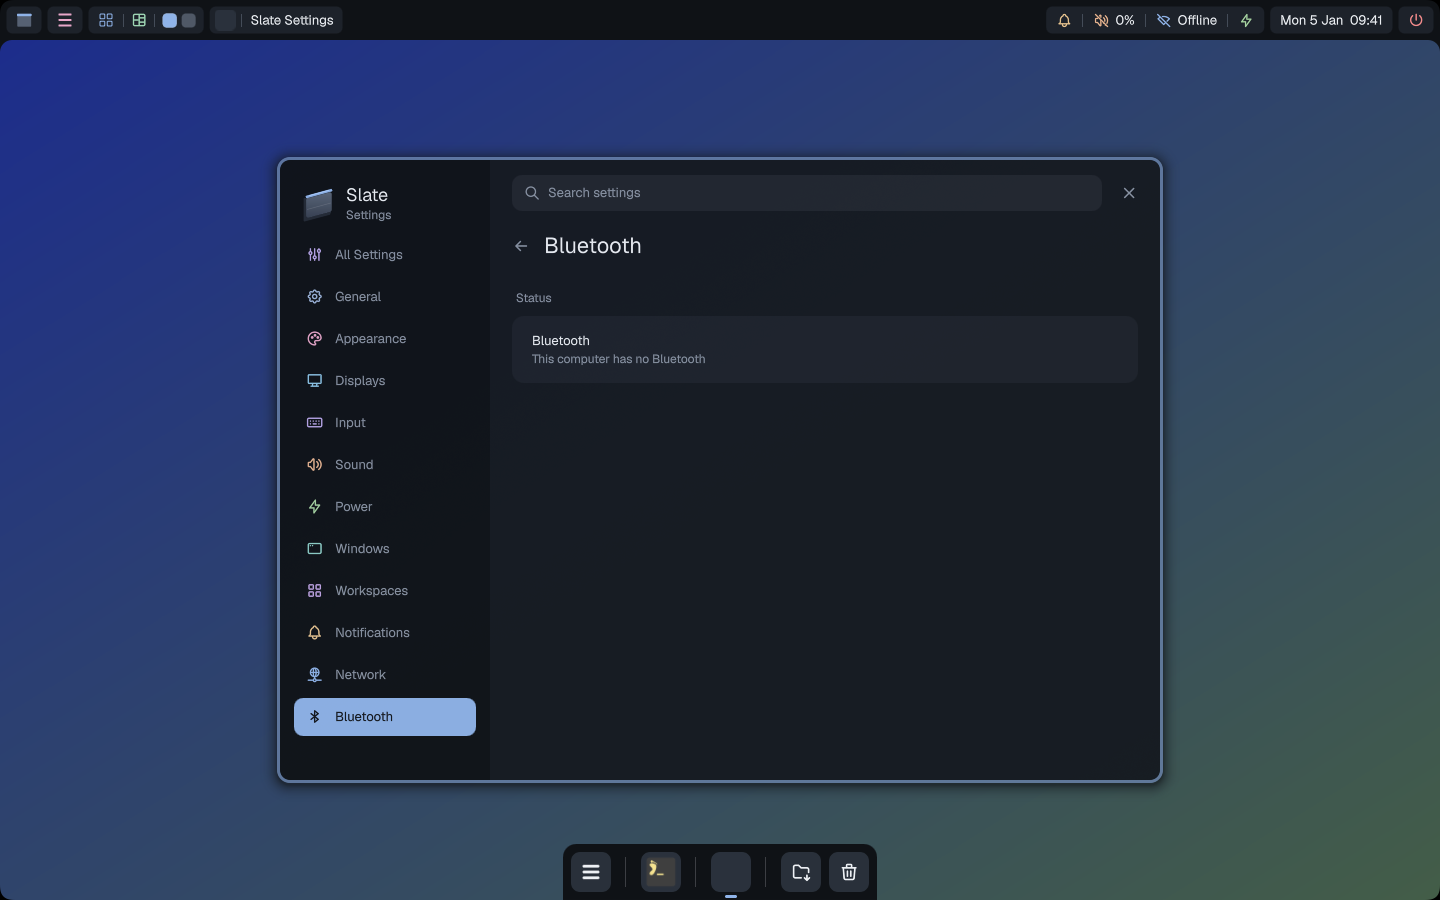 Slate Settings
0%
Offline
Mon 5 Jan 09:41
Slate
Settings
All Settings
General
Appearance
Displays
Input
Sound
Power
Windows
Workspaces
Notifications
Network
Bluetooth
Search settings
Bluetooth
Status
Bluetooth
This computer has no Bluetooth